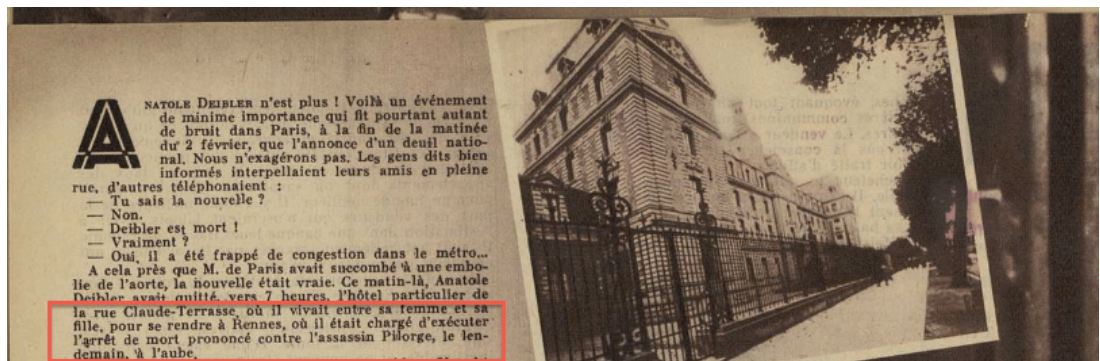 ANATOLE DEIBLER n'est plus ! Voilà un événement
de minime importance qui fit pourtant autant
de bruit dans Paris, à la fin de la matinée
du 2 février, que l'annonce d'un deuil natio-
nal. Nous n'exagérons pas. Les gens dits bien
informés interpellaient leurs amis en pleine
rue, d'autres téléphonaient :
— Tu sais la nouvelle ?
— Non.
— Deibler est mort !
— Vraiment ?
— Oui, il a été frappé de congestion dans le métro...
A cela près que M. de Paris avait succombé à une embo-
lie de l'aorte, la nouvelle était vraie. Ce matin-là, Anatole
Deibler avait quitté, vers 7 heures, l'hôtel particulier de
la rue Claude-Terrasse, où il vivait entre sa femme et sa
fille, pour se rendre à Rennes, où il était chargé d'exécuter
l'arrêt de mort prononcé contre l'assassin Pilorge, le len-
demain, à l'aube.